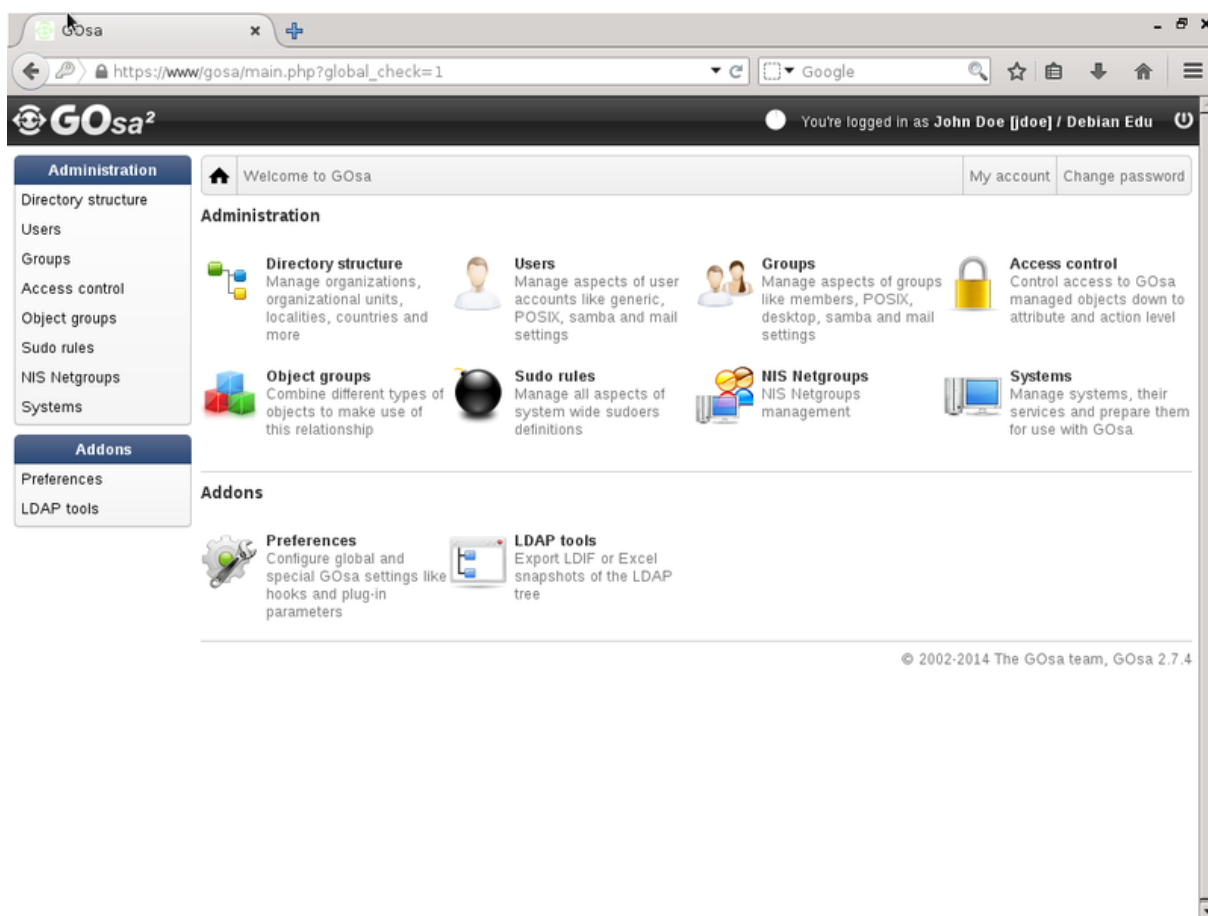 GOsa
https://www/gosa/main.php?global_check=1
Google
GOsa²
You're logged in as John Doe [jdoe] / Debian Edu
Administration
Directory structure
Users
Groups
Access control
Object groups
Sudo rules
NIS Netgroups
Systems
Addons
Preferences
LDAP tools
Welcome to GOsa
My account
Change password
Administration
Directory structure
Manage organizations,
organizational units,
localities, countries and
more
Users
Manage aspects of user
accounts like generic,
POSIX, samba and mail
settings
Groups
Manage aspects of groups
like members, POSIX,
desktop, samba and mail
settings
Access control
Control access to GOsa
managed objects down to
attribute and action level
Object groups
Combine different types of
objects to make use of
this relationship
Sudo rules
Manage all aspects of
system wide sudoers
definitions
NIS Netgroups
NIS Netgroups
management
Systems
Manage systems, their
services and prepare them
for use with GOsa
Addons
Preferences
Configure global and
special GOsa settings like
hooks and plug-in
parameters
LDAP tools
Export LDIF or Excel
snapshots of the LDAP
tree
© 2002-2014 The GOsa team, GOsa 2.7.4